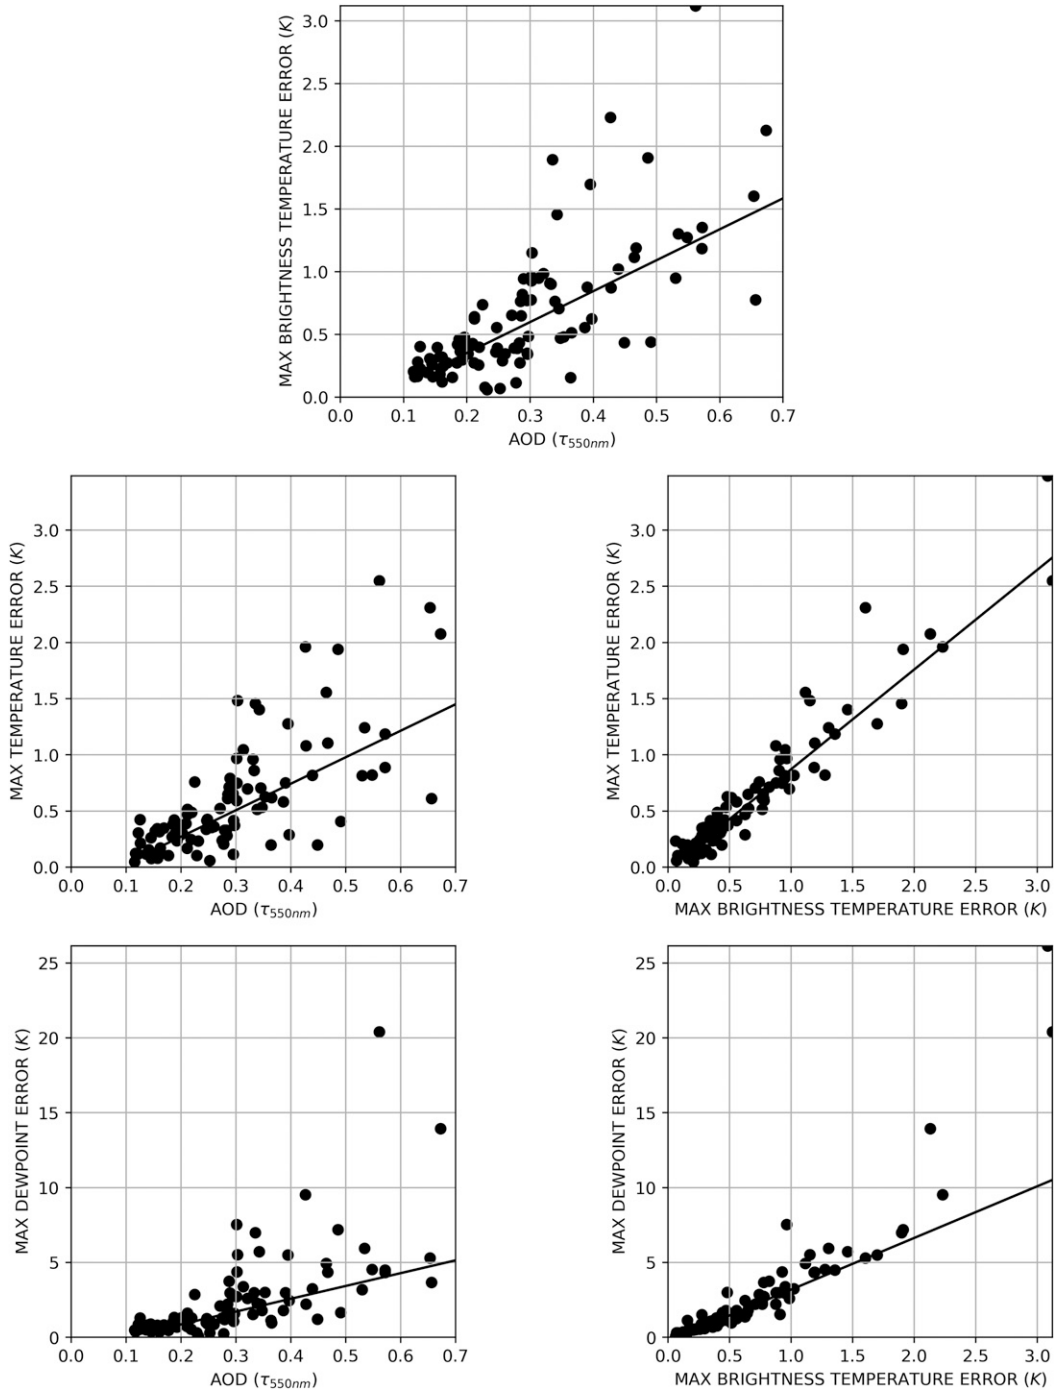 3.0
2.5
2.0
1.5
1.0
0.5
0.0
MAX BRIGHTNESS TEMPERATURE ERROR (K)
0.0 0.1 0.2 0.3 0.4 0.5 0.6 0.7
AOD (τ550nm)
3.0
2.5
2.0
1.5
1.0
0.5
0.0
MAX TEMPERATURE ERROR (K)
0.0 0.1 0.2 0.3 0.4 0.5 0.6 0.7
AOD (τ550nm)
3.0
2.5
2.0
1.5
1.0
0.5
0.0
MAX TEMPERATURE ERROR (K)
0.0 0.5 1.0 1.5 2.0 2.5 3.0
MAX BRIGHTNESS TEMPERATURE ERROR (K)
25
20
15
10
5
0
MAX DEWPOINT ERROR (K)
0.0 0.1 0.2 0.3 0.4 0.5 0.6 0.7
AOD (τ550nm)
25
20
15
10
5
0
MAX DEWPOINT ERROR (K)
0.0 0.5 1.0 1.5 2.0 2.5 3.0
MAX BRIGHTNESS TEMPERATURE ERROR (K)